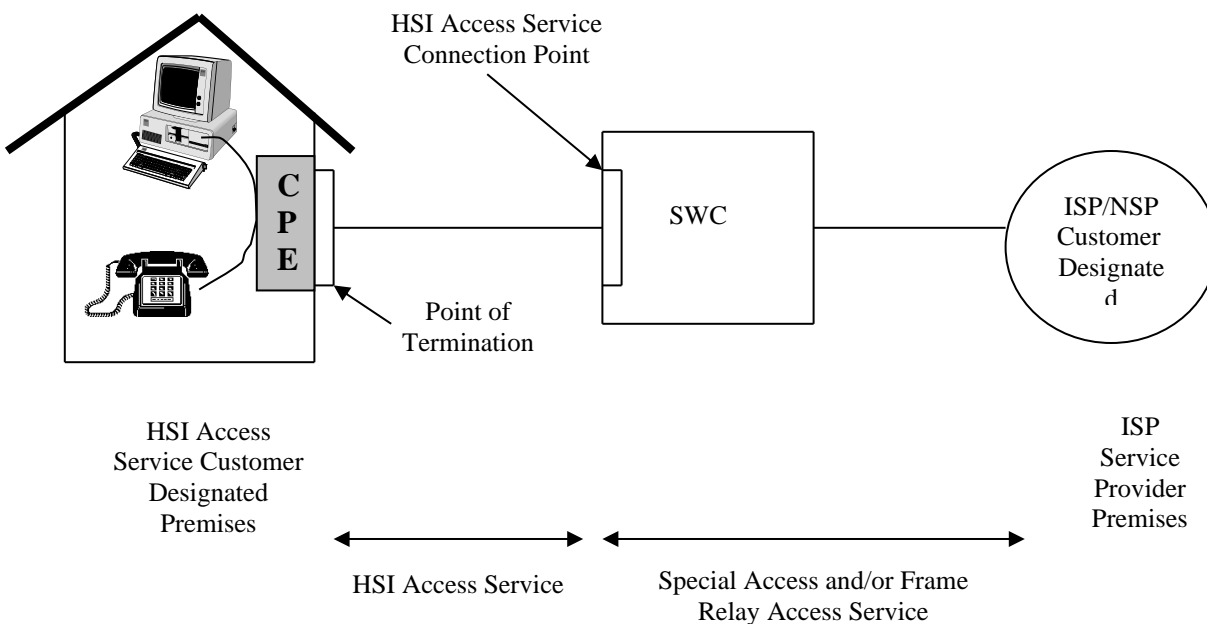 HSI Access Service
Connection Point
C
P
E
SWC
ISP/NSP
Customer
Designate
d
Point of
Termination
HSI Access
Service Customer
Designated
Premises
ISP
Service
Provider
Premises
HSI Access Service
Special Access and/or Frame
Relay Access Service